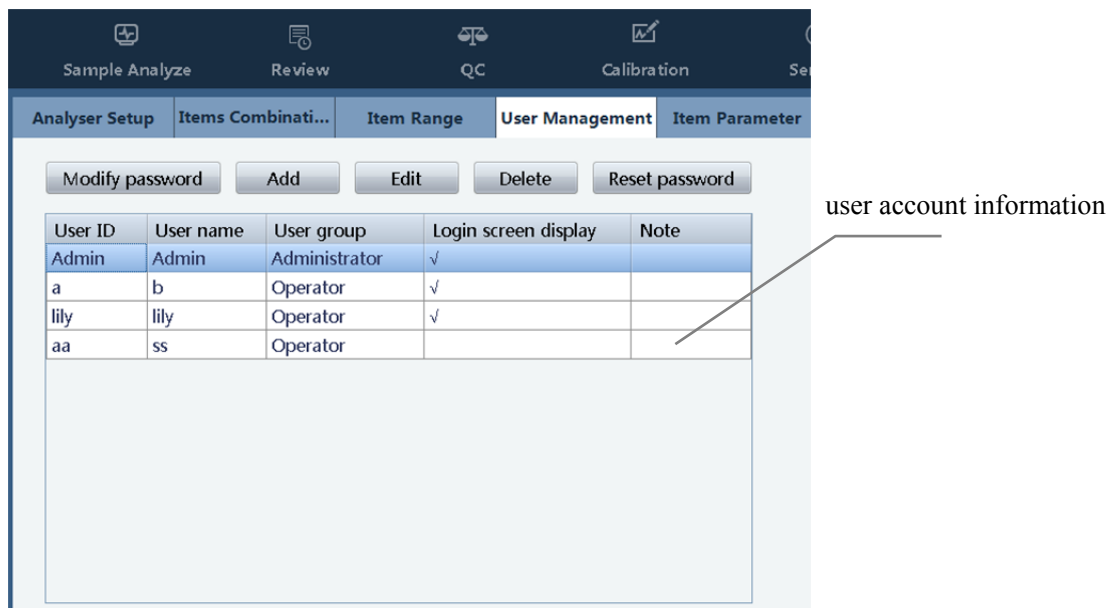 Sample Analyze Review QC Calibration Se
Analyser Setup Items Combinati... Item Range User Management Item Parameter
Modify password Add Edit Delete Reset password
user account information
User ID User name User group Login screen display Note
Admin Admin Administrator √
a b Operator √
lily lily Operator √
aa ss Operator